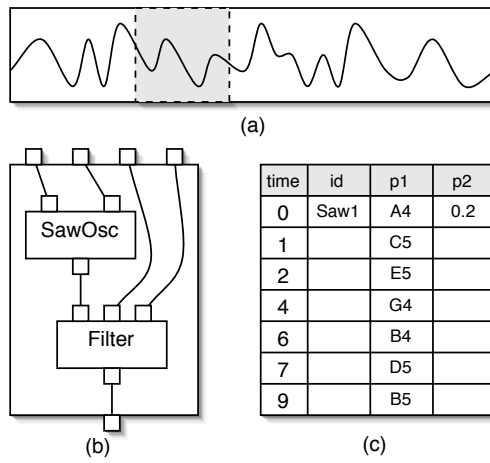 (a)
SawOsc
Filter
(b)
time id p1 p2
0 Saw1 A4 0.2
1 C5
2 E5
4 G4
6 B4
7 D5
9 B5
(c)